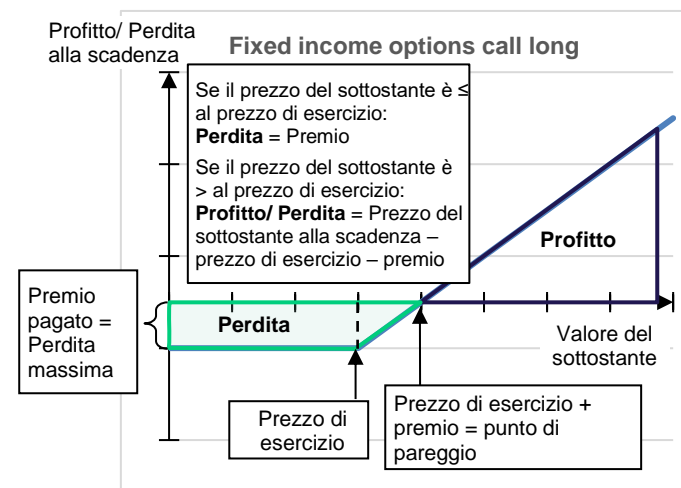 Profitto/ Perdita
alla scadenza
Fixed income options call long
Se il prezzo del sottostante è ≤
al prezzo di esercizio:
Perdita = Premio
Se il prezzo del sottostante è
> al prezzo di esercizio:
Profitto/ Perdita = Prezzo del
sottostante alla scadenza –
prezzo di esercizio – premio
Profitto
Premio
pagato =
Perdita
massima
Perdita
Valore del
sottostante
Prezzo di
esercizio
Prezzo di esercizio +
premio = punto di
pareggio